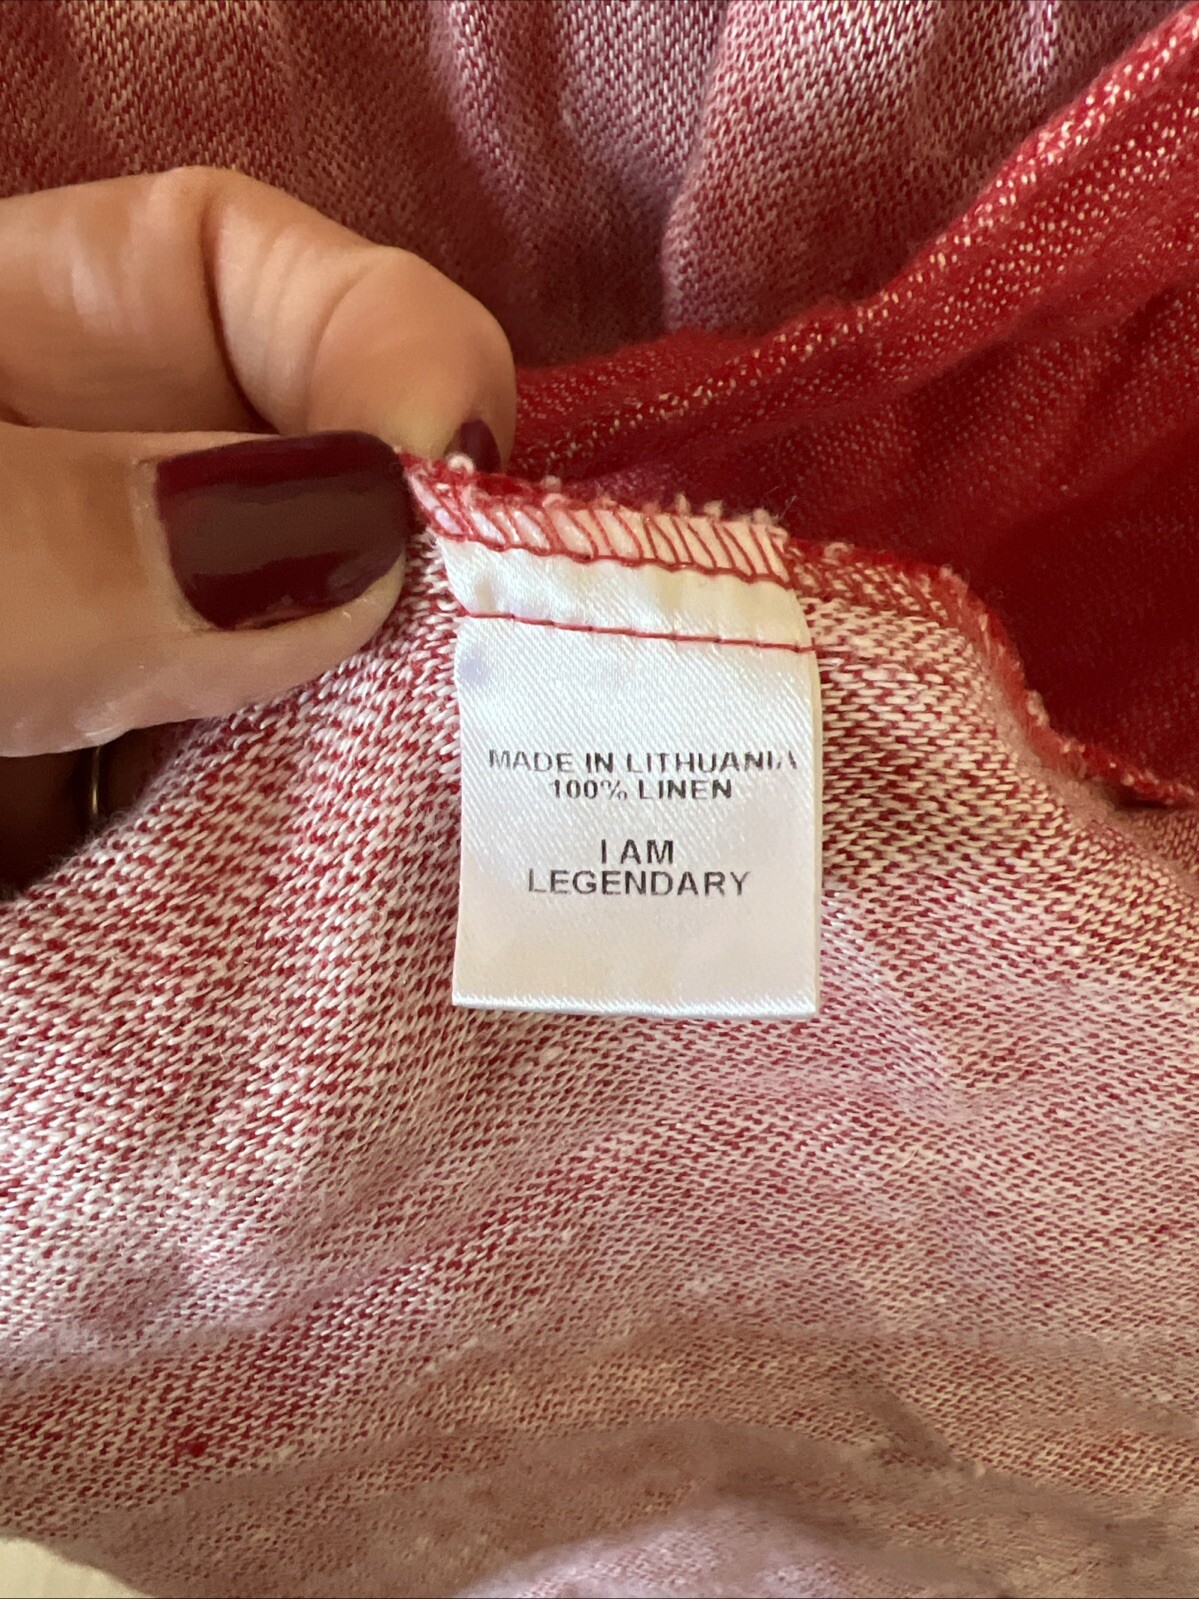 MADE IN LITHUANIA
100% LINEN
I AM
LEGENDARY